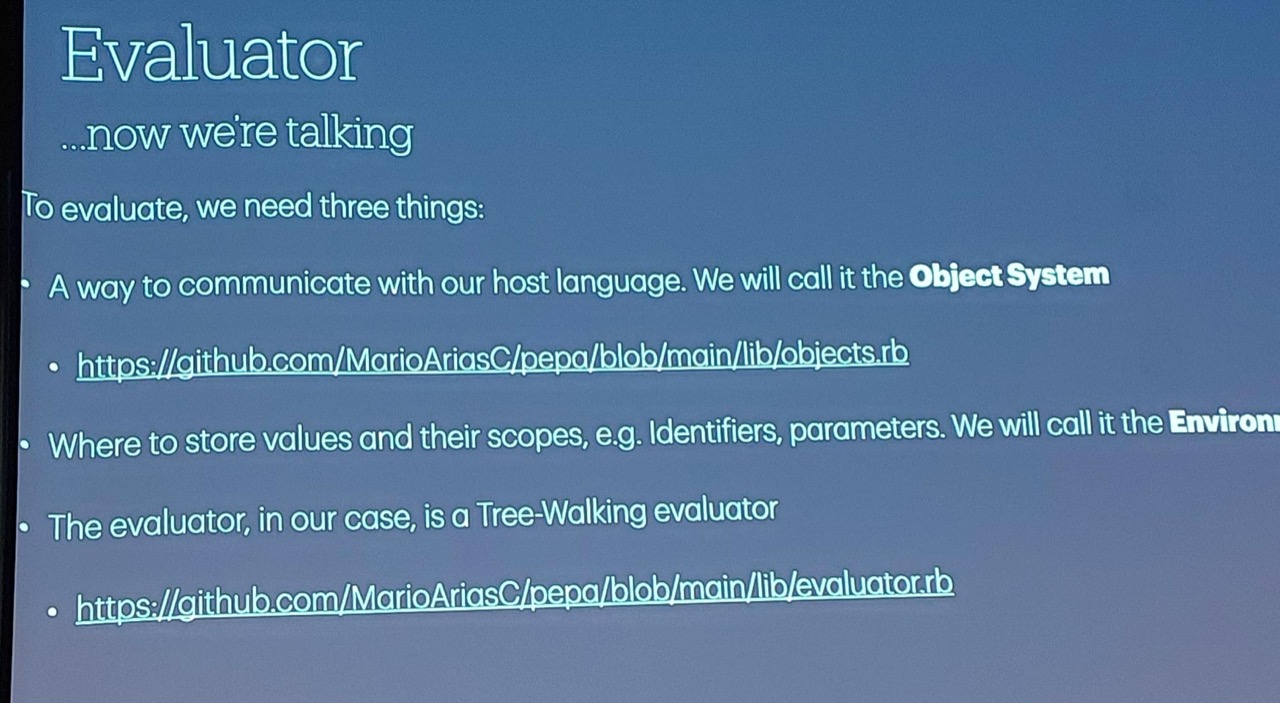 Evaluator
...now we're talking
To evaluate, we need three things:
• A way to communicate with our host language. We will call it the Object System
• https://github.com/MarioAriasC/pepa/blob/main/lib/objects.rb
• Where to store values and their scopes, e.g. Identifiers, parameters. We will call it the
• The evaluator, in our case, is a Tree-Walking evaluator
• https://github.com/MarioAriasC/pepa/blob/main/lib/evaluator.rb